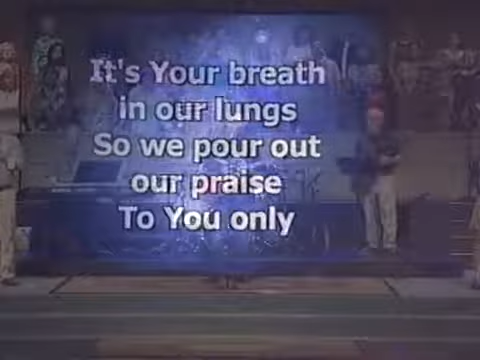 It's Your breath
in our lungs
So we pour out
our praise
To You only